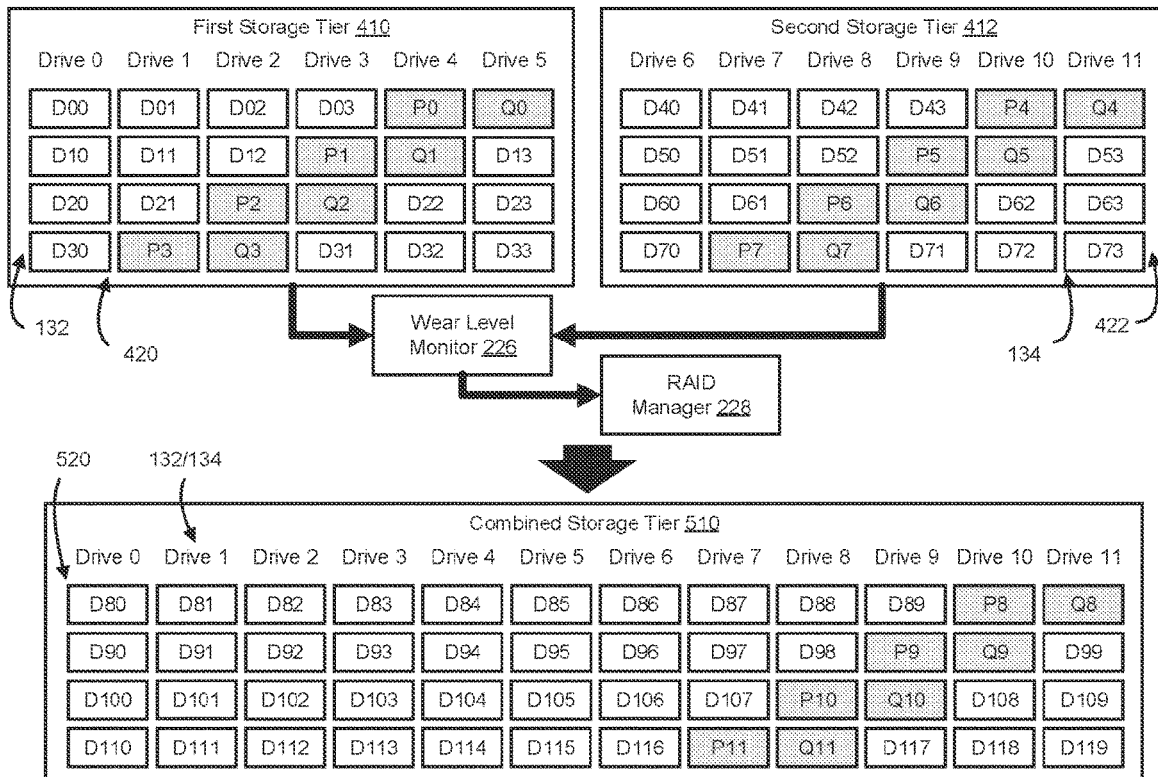 First Storage Tier 410
Drive 0 Drive 1 Drive 2 Drive 3 Drive 4 Drive 5
D00 D01 D02 D03 P0 Q0
D10 D11 D12 P1 Q1 D13
D20 D21 P2 Q2 D22 D23
D30 P3 Q3 D31 D32 D33
132
420
Second Storage Tier 412
Drive 6 Drive 7 Drive 8 Drive 9 Drive 10 Drive 11
D40 D41 D42 D43 P4 Q4
D50 D51 D52 P5 Q5 D53
D60 D61 P6 Q6 D62 D63
D70 P7 Q7 D71 D72 D73
134
422
Wear Level
Monitor 226
RAID
Manager 228
520
132/134
Combined Storage Tier 510
Drive 0 Drive 1 Drive 2 Drive 3 Drive 4 Drive 5 Drive 6 Drive 7 Drive 8 Drive 9 Drive 10 Drive 11
D80 D81 D82 D83 D84 D85 D86 D87 D88 D89 P8 Q8
D90 D91 D92 D93 D94 D95 D96 D97 D98 P9 Q9 D99
D100 D101 D102 D103 D104 D105 D106 D107 P10 Q10 D108 D109
D110 D111 D112 D113 D114 D115 D116 P11 Q11 D117 D118 D119